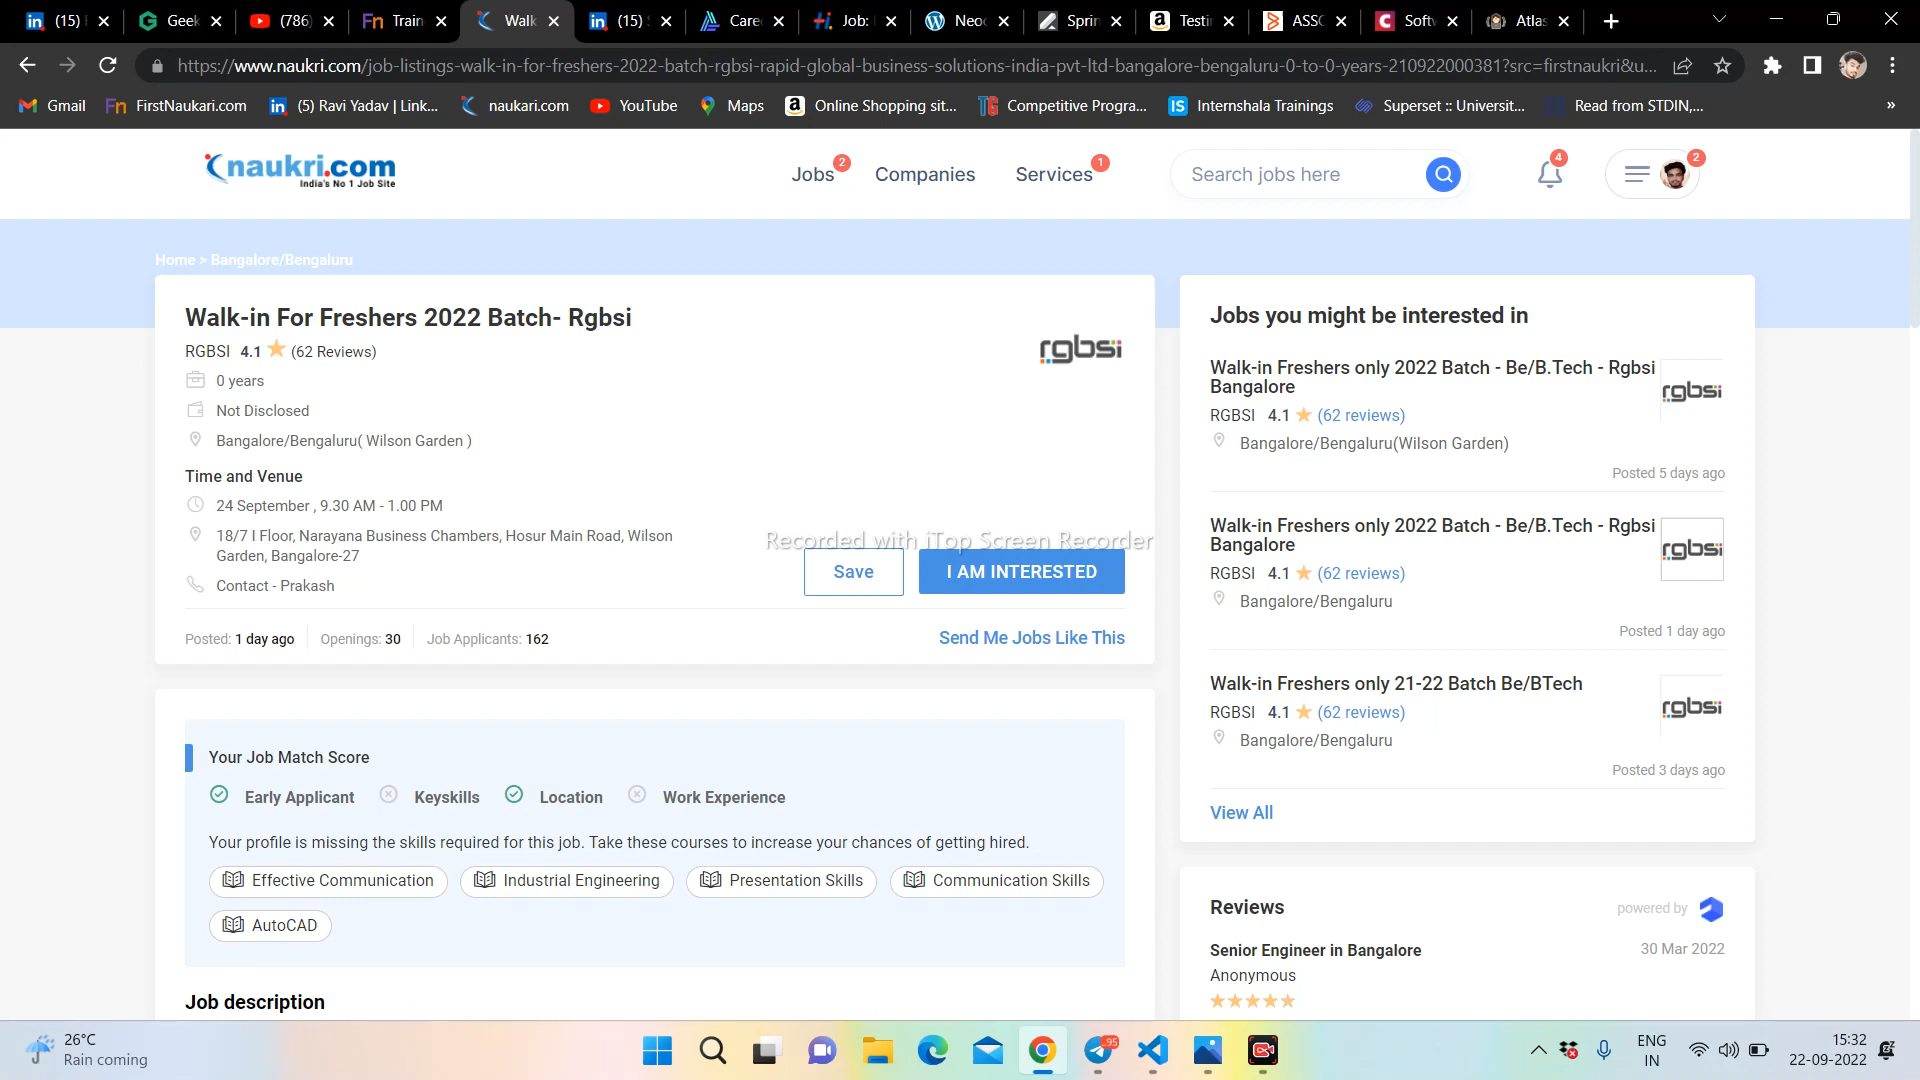 (15)
Geek
(786)
Train
Walk
(15) S
Care
Job:
Neoc
Sprin
Testi
ASSO
Soft
Atlas
https://www.naukri.com/job-listings-walk-in-for-freshers-2022-batch-rgbsi-rapid-global-business-solutions-india-pvt-ltd-bangalore-bengaluru-0-to-0-years-210922000381?src=firstnaukri&u...
Gmail
FirstNaukari.com
(5) Ravi Yadav | Link...
naukari.com
YouTube
Maps
Online Shopping sit...
Competitive Progra...
Internshala Trainings
Superset :: Universit...
Read from STDIN,...
»
naukri.com
India's No 1 Job Site
Jobs 2
Companies
Services 1
Search jobs here
4
2
Home > Bangalore/Bengaluru
Walk-in For Freshers 2022 Batch- Rgbsi
RGBSI 4.1 (62 Reviews)
rgbsi
0 years
Not Disclosed
Bangalore/Bengaluru( Wilson Garden )
Time and Venue
24 September , 9.30 AM - 1.00 PM
18/7 I Floor, Narayana Business Chambers, Hosur Main Road, Wilson
Garden, Bangalore-27
Contact - Prakash
Recorded with iTop Screen Recorder
Save
I AM INTERESTED
Posted: 1 day ago
Openings: 30
Job Applicants: 162
Send Me Jobs Like This
Your Job Match Score
Early Applicant
Keyskills
Location
Work Experience
Your profile is missing the skills required for this job. Take these courses to increase your chances of getting hired.
Effective Communication
Industrial Engineering
Presentation Skills
Communication Skills
AutoCAD
Job description
Jobs you might be interested in
Walk-in Freshers only 2022 Batch - Be/B.Tech - Rgbsi
Bangalore
rgbsi
RGBSI 4.1 (62 reviews)
Bangalore/Bengaluru(Wilson Garden)
Posted 5 days ago
Walk-in Freshers only 2022 Batch - Be/B.Tech - Rgbsi
Bangalore
rgbsi
RGBSI 4.1 (62 reviews)
Bangalore/Bengaluru
Posted 1 day ago
Walk-in Freshers only 21-22 Batch Be/BTech
rgbsi
RGBSI 4.1 (62 reviews)
Bangalore/Bengaluru
Posted 3 days ago
View All
Reviews
powered by
Senior Engineer in Bangalore
30 Mar 2022
Anonymous
26°C
Rain coming
95
ENG
IN
15:32
22-09-2022